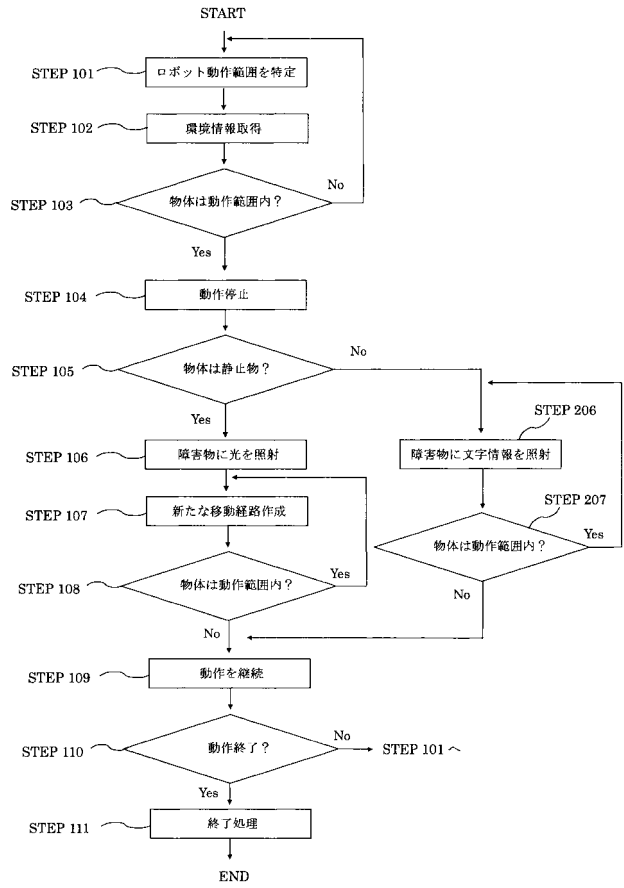 START
STEP 101
ロボット動作範囲を特定
STEP 102
環境情報取得
No
STEP 103
物体は動作範囲内?
Yes
STEP 104
動作停止
STEP 105
物体は静止物?
No
Yes
STEP 206
STEP 106
障害物に光を照射
障害物に文字情報を照射
STEP 207
STEP 107
新たな移動経路作成
物体は動作範囲内?
Yes
STEP 108
物体は動作範囲内?
Yes
No
No
STEP 109
動作を継続
STEP 110
動作終了?
No
STEP 101 へ
Yes
STEP 111
終了処理
END